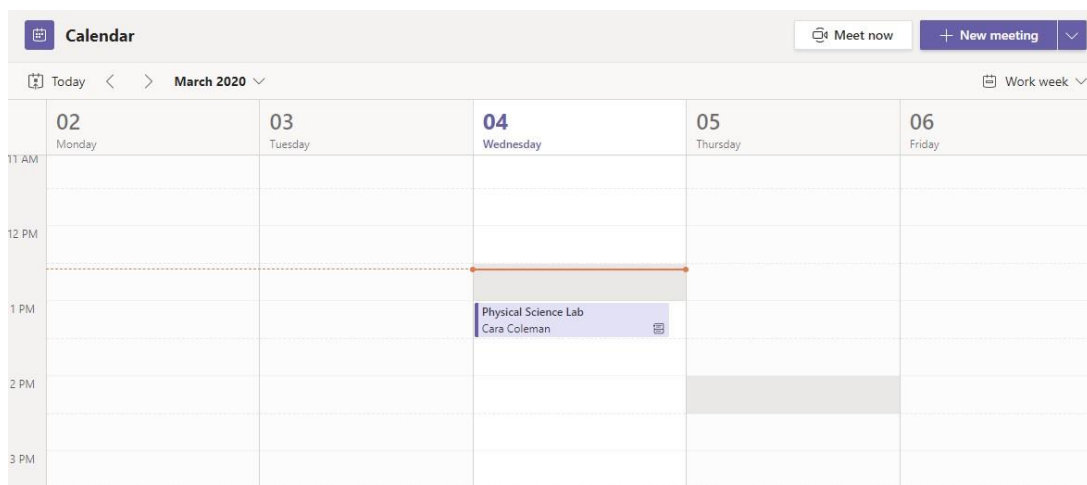 Calendar
Meet now
+ New meeting
Today
March 2020
Work week
02
Monday
03
Tuesday
04
Wednesday
05
Thursday
06
Friday
11 AM
12 PM
1 PM
Physical Science Lab
Cara Coleman
2 PM
3 PM